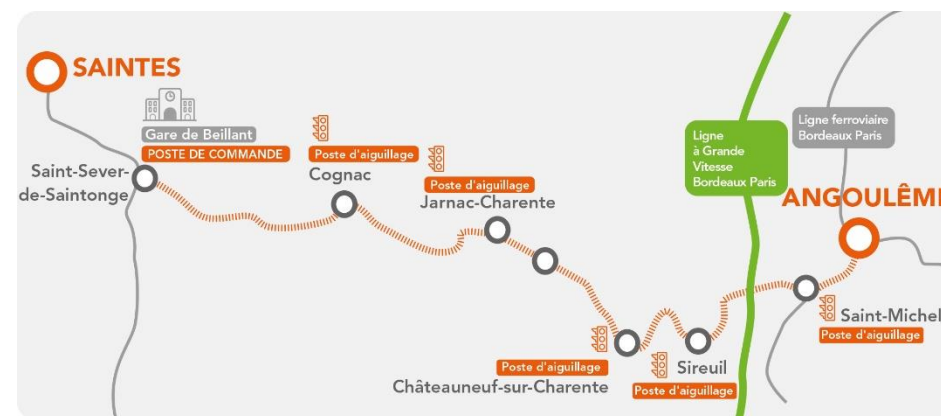 SAINTES
Gare de Beillant
POSTE DE COMMANDE
Saint-Sever-
de-Saintonge
Poste d'aiguillage
Cognac
Poste d'aiguillage
Jarnac-Charente
Ligne
à Grande
Vitesse
Bordeaux Paris
Ligne ferroviaire
Bordeaux Paris
ANGOULÊME
Saint-Michel
Poste d'aiguillage
Poste d'aiguillage
Châteauneuf-sur-Charente
Sireuil
Poste d'aiguillage